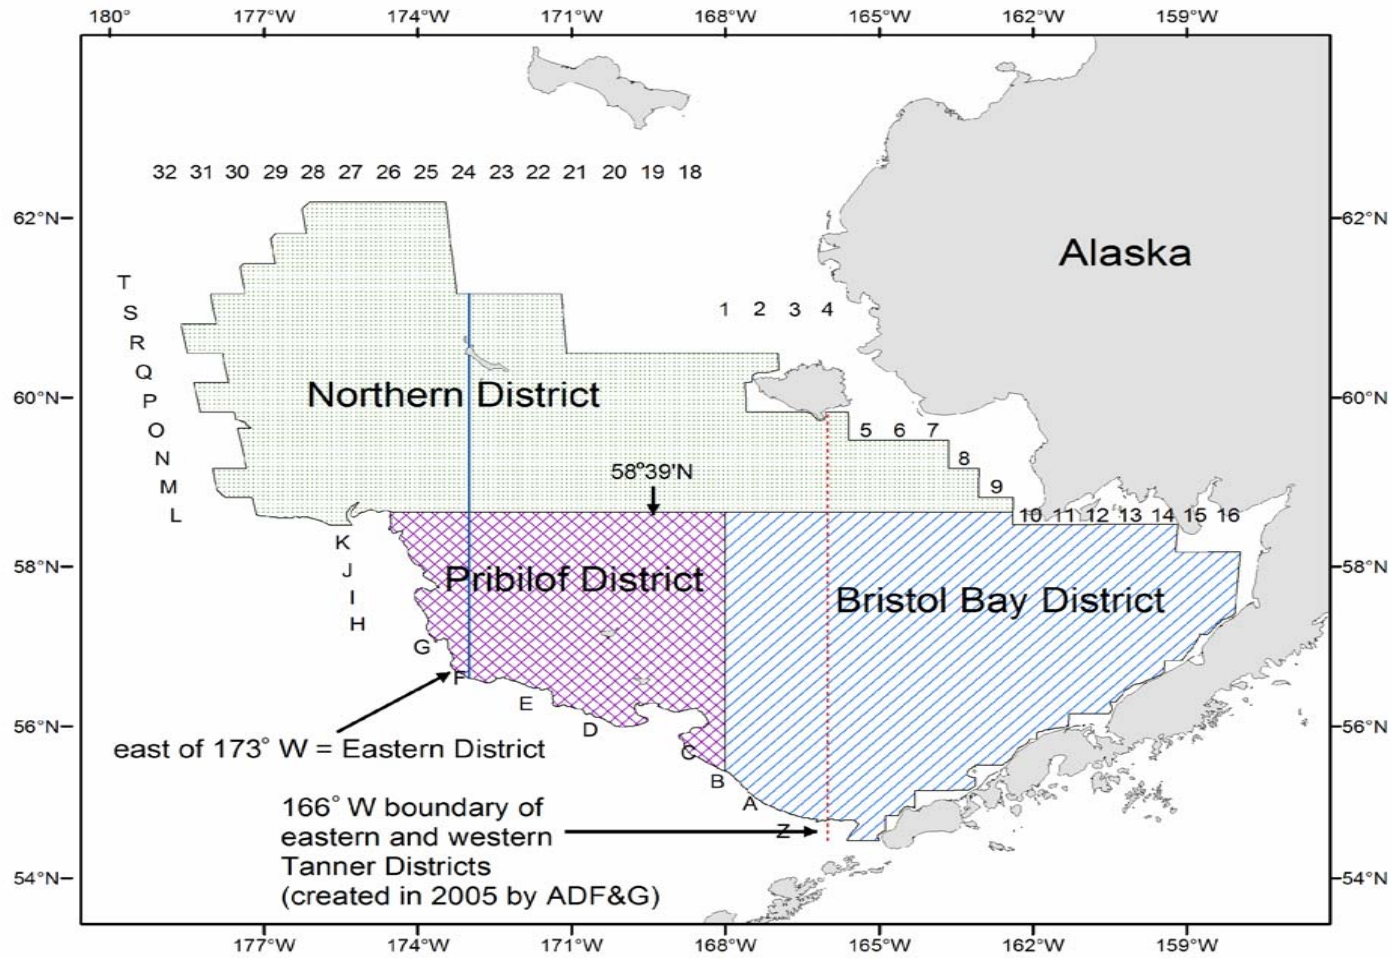 180° 177°W 174°W 171°W 168°W 165°W 162°W 159°W
32 31 30 29 28 27 26 25 24 23 22 21 20 19 18
62°N 62°N
Alaska
T
S
1 2 3 4
R
Q
P
60°N Northern District 60°N
O
5 6 7
N
8
58°39'N
M
9
L
10 11 12 13 14 15 16
K
58°N 58°N
J
Pribilof District
I
Bristol Bay District
H
G
F
E
56°N 56°N
D
east of 173° W = Eastern District
C
B
A
166° W boundary of
eastern and western
Z
Tanner Districts
54°N 54°N
(created in 2005 by ADF&G)
177°W 174°W 171°W 168°W 165°W 162°W 159°W